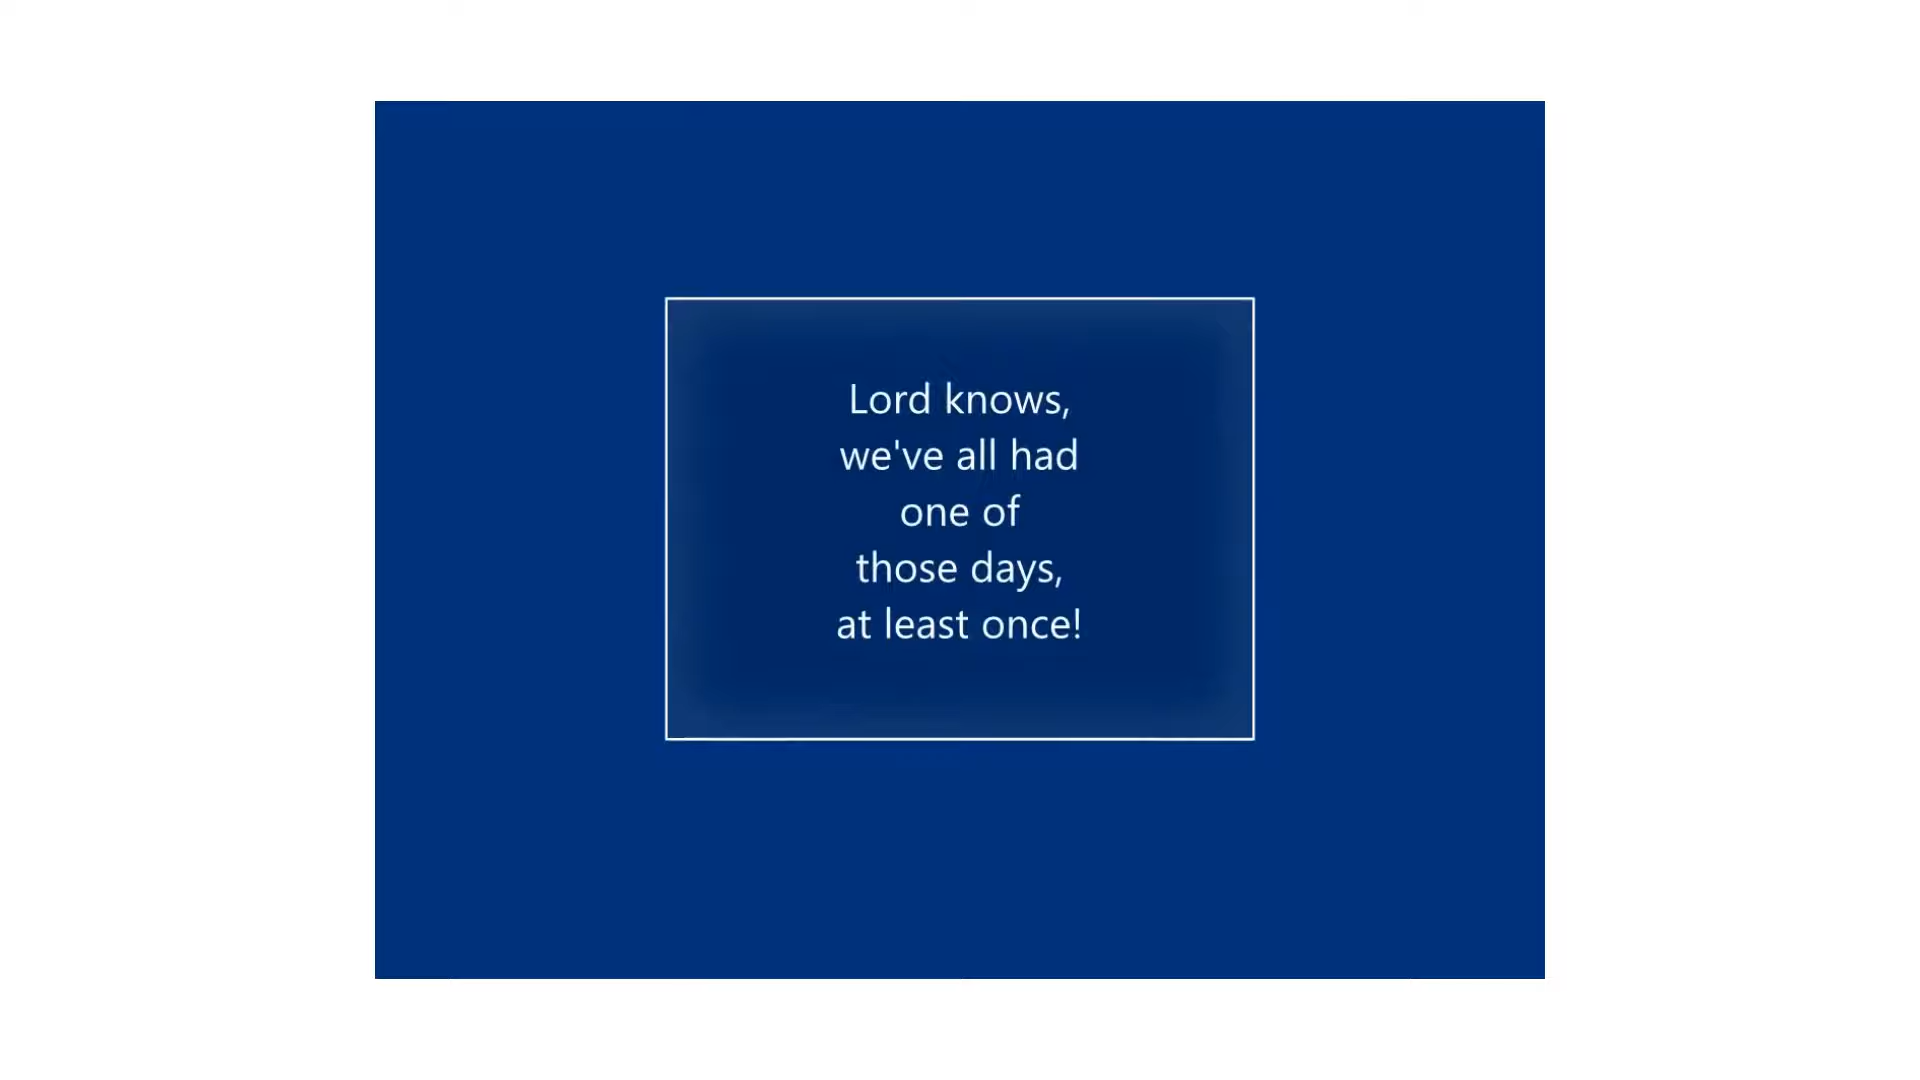 Lord knows,
we've all had
one of
those days,
at least once!